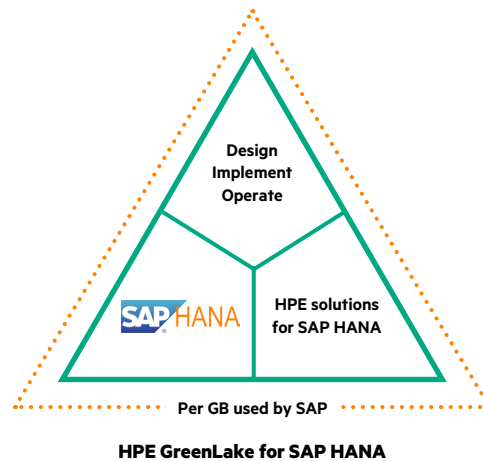 Design
Implement
Operate
SAP HANA
®
HPE solutions
for SAP HANA
Per GB used by SAP
HPE GreenLake for SAP HANA